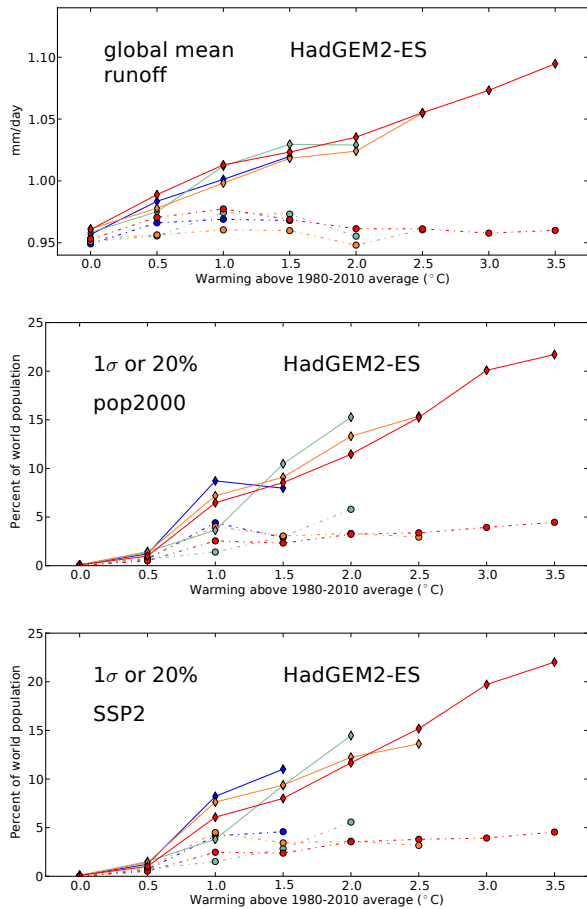 global mean HadGEM2-ES
runoff
mm/day
1.10
1.05
1.00
0.95
0.0 0.5 1.0 1.5 2.0 2.5 3.0 3.5
Warming above 1980-2010 average (°C)
1σ or 20% HadGEM2-ES
pop2000
Percent of world population
25
20
15
10
5
0
0.0 0.5 1.0 1.5 2.0 2.5 3.0 3.5
Warming above 1980-2010 average (°C)
1σ or 20% HadGEM2-ES
SSP2
Percent of world population
25
20
15
10
5
0
0.0 0.5 1.0 1.5 2.0 2.5 3.0 3.5
Warming above 1980-2010 average (°C)